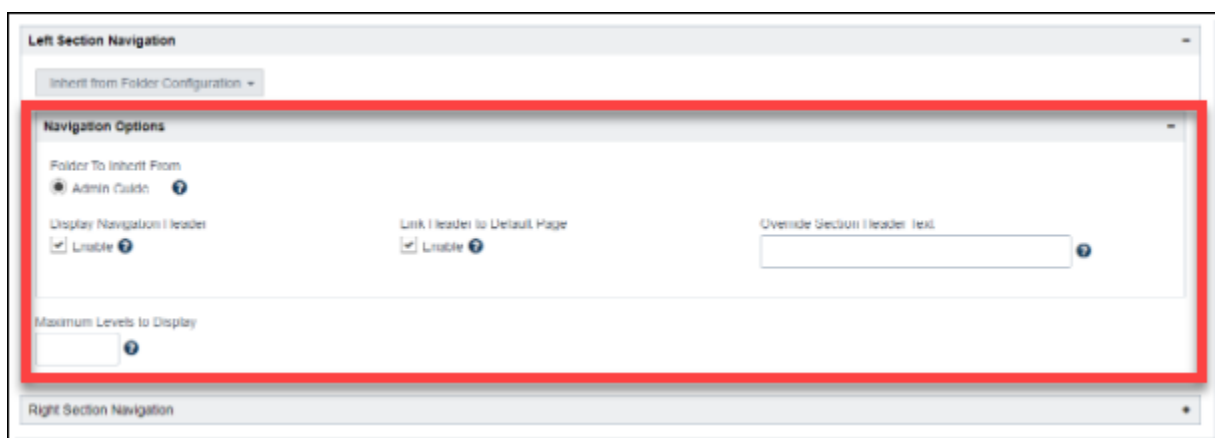 Left Section Navigation
Inherit from Folder Configuration
Navigation Options
Folder To Inherit From
Admin Guide
Display Navigation Header
Link Header to Default Page
Override Section Header Text
Enable
Enable
Maximum Levels to Display
Right Section Navigation